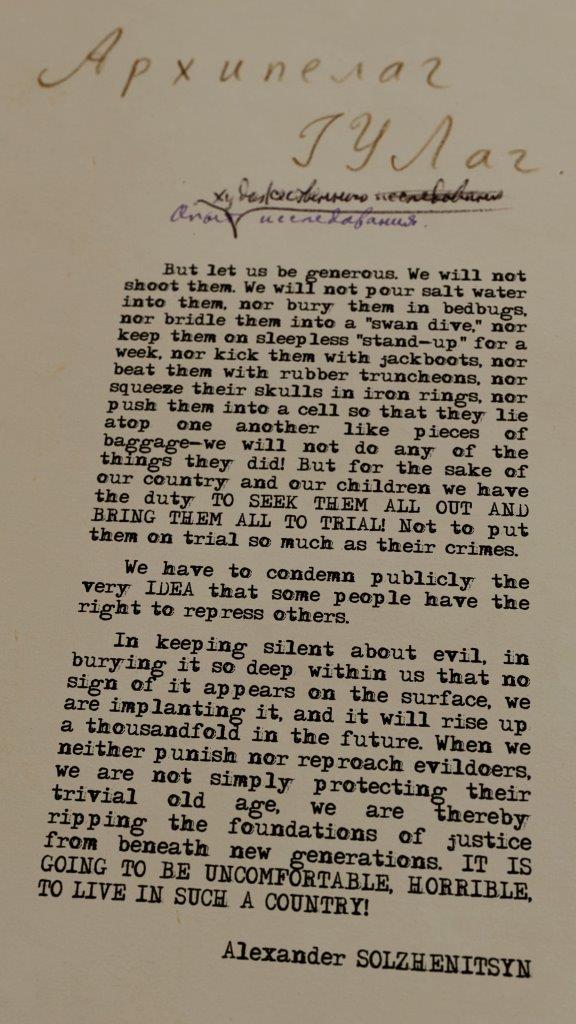 Архипелаг
ГУЛаг.
художественного исследования
Опыт исследования.
But let us be generous. We will not
shoot them. We will not pour salt water
into them, nor bury them in bedbugs,
nor bridle them into a "swan dive," nor
keep them on sleepless "stand-up" for a
week, nor kick them with jackboots, nor
beat them with rubber truncheons, nor
squeeze their skulls in iron rings, nor
push them into a cell so that they lie
atop one another like pieces of
baggage—we will not do any of the
things they did! But for the sake of
our country and our children we have
the duty TO SEEK THEM ALL OUT AND
BRING THEM ALL TO TRIAL! Not to put
them on trial so much as their crimes.
We have to condemn publicly the
very IDEA that some people have the
right to repress others.
In keeping silent about evil, in
burying it so deep within us that no
sign of it appears on the surface, we
are implanting it, and it will rise up
a thousandfold in the future. When we
neither punish nor reproach evildoers,
we are not simply protecting their
trivial old age, we are thereby
ripping the foundations of justice
from beneath new generations. IT IS
GOING TO BE UNCOMFORTABLE, HORRIBLE,
TO LIVE IN SUCH A COUNTRY!
Alexander SOLZHENITSYN